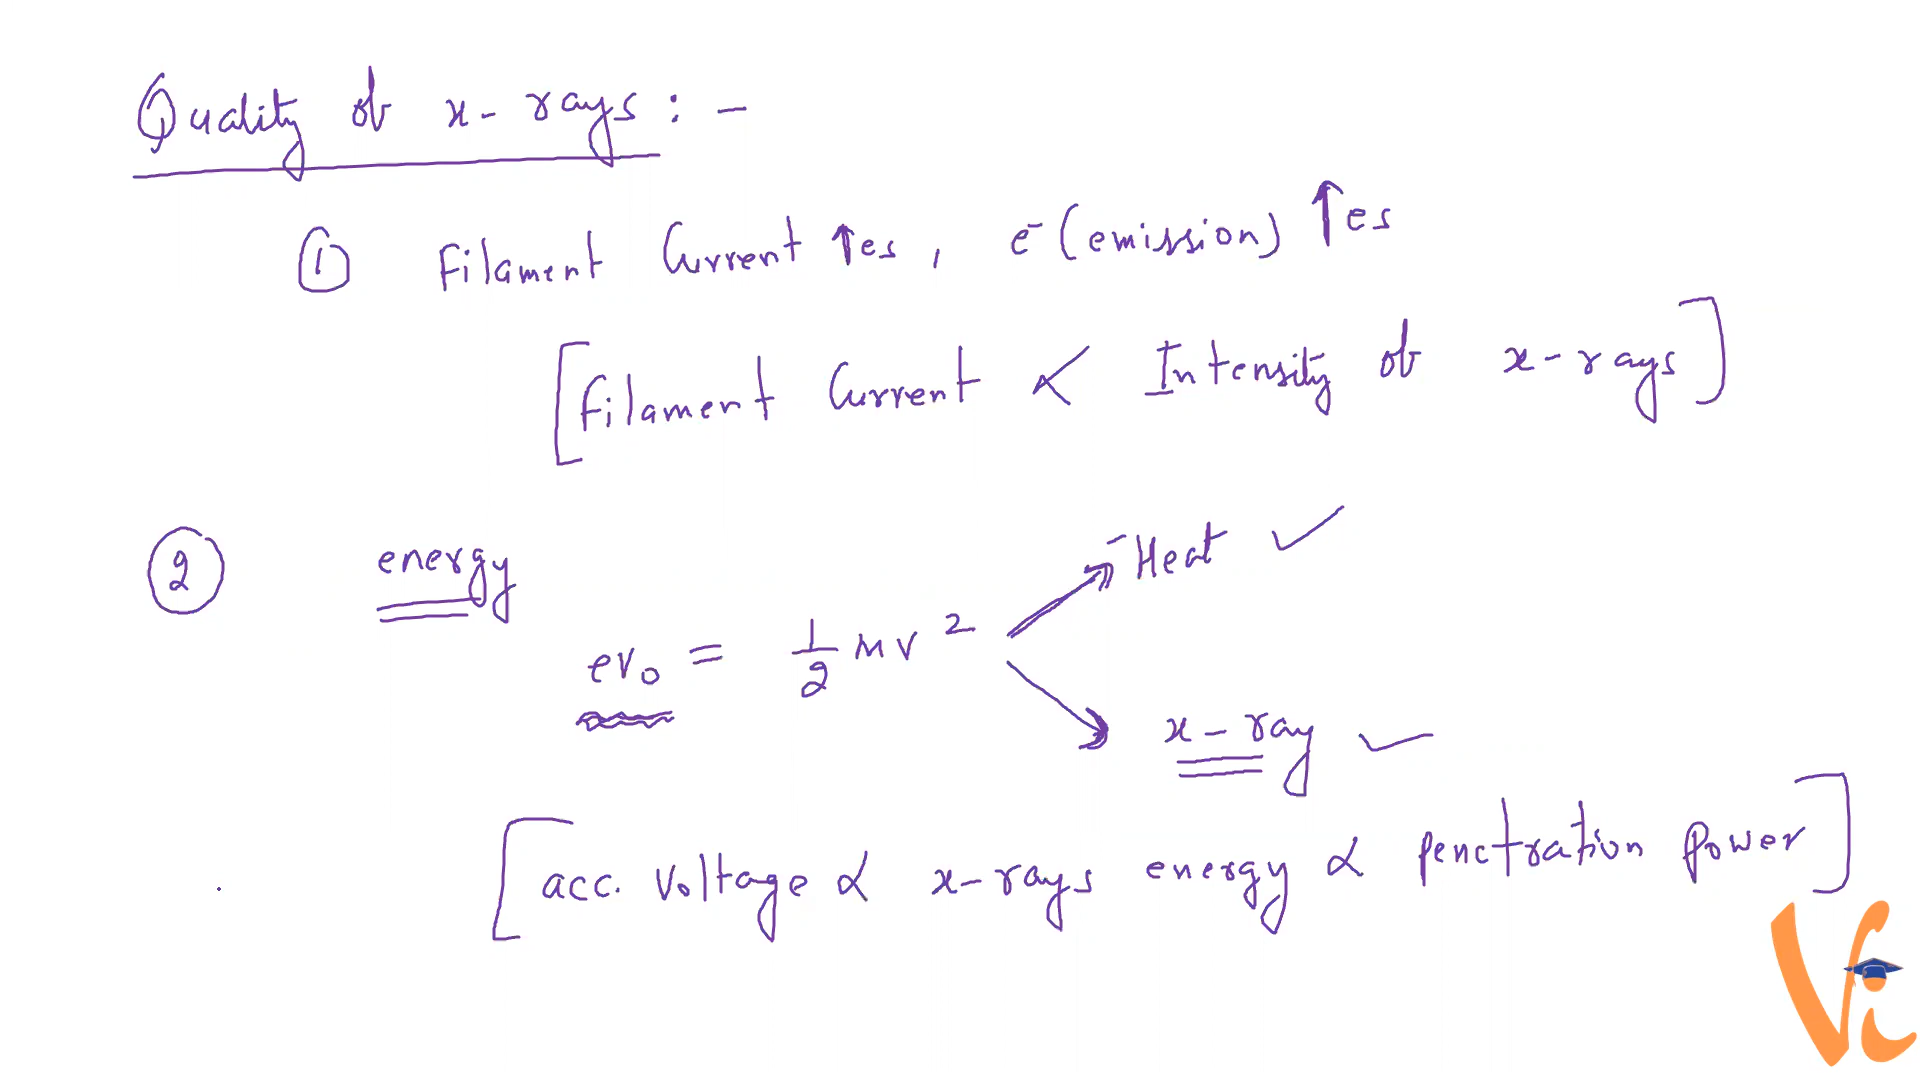 Quality of x-rays : -
① Filament Current ↑es , e⁻(emission) ↑es
[Filament Current ∝ Intensity of x-rays]
② energy
Heat ✓
ev₀ = 1/2 mv²
x-ray ✓
[acc. Voltage ∝ x-rays energy ∝ penetration power]
Vi